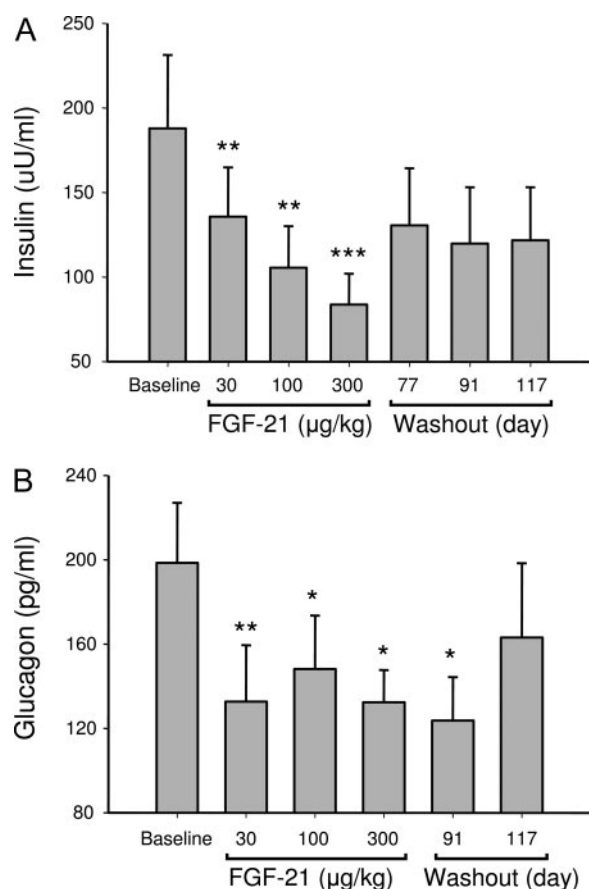 A
250
200
150
100
50
Insulin (uU/ml)
**
**
***
Baseline 30 100 300 77 91 117
FGF-21 (µg/kg) Washout (day)
B
240
200
160
120
80
Glucagon (pg/ml)
**
*
*
*
Baseline 30 100 300 91 117
FGF-21 (µg/kg) Washout (day)